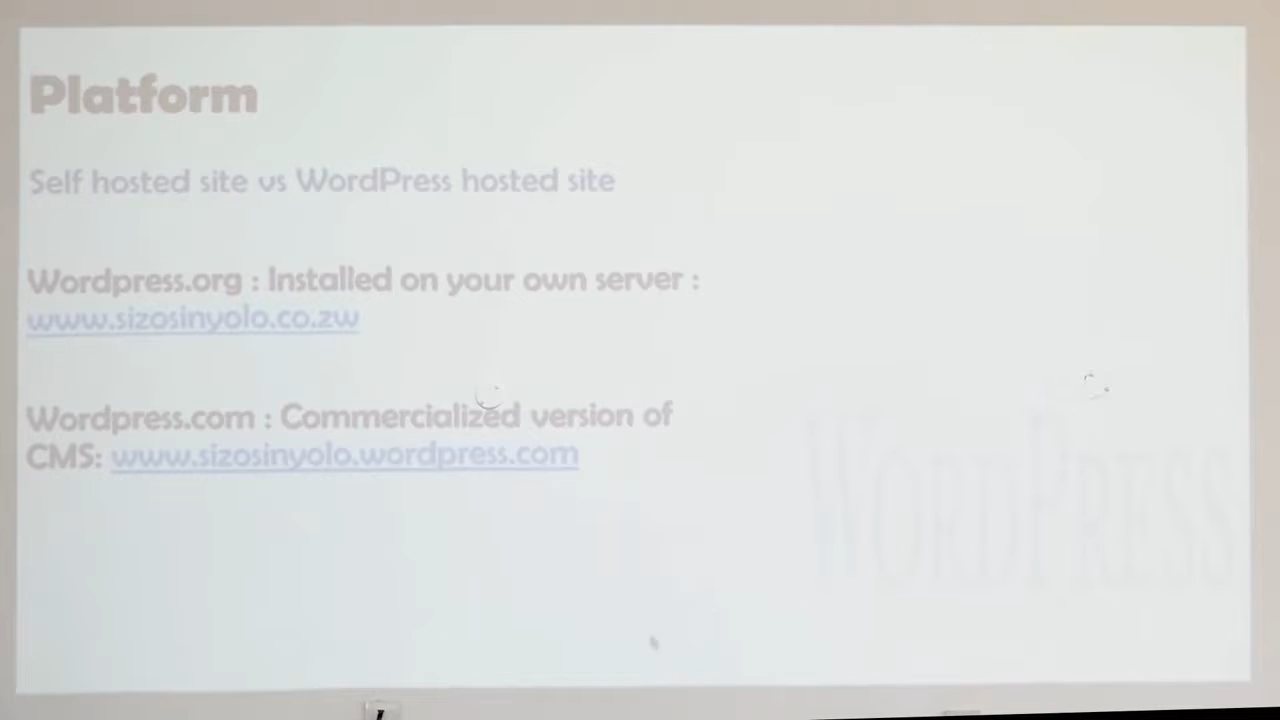 Platform
Self hosted site vs WordPress hosted site
Wordpress.org : Installed on your own server :
www.sizosinyolo.co.zw
Wordpress.com : Commercialized version of
CMS: www.sizosinyolo.wordpress.com
WORDPRESS